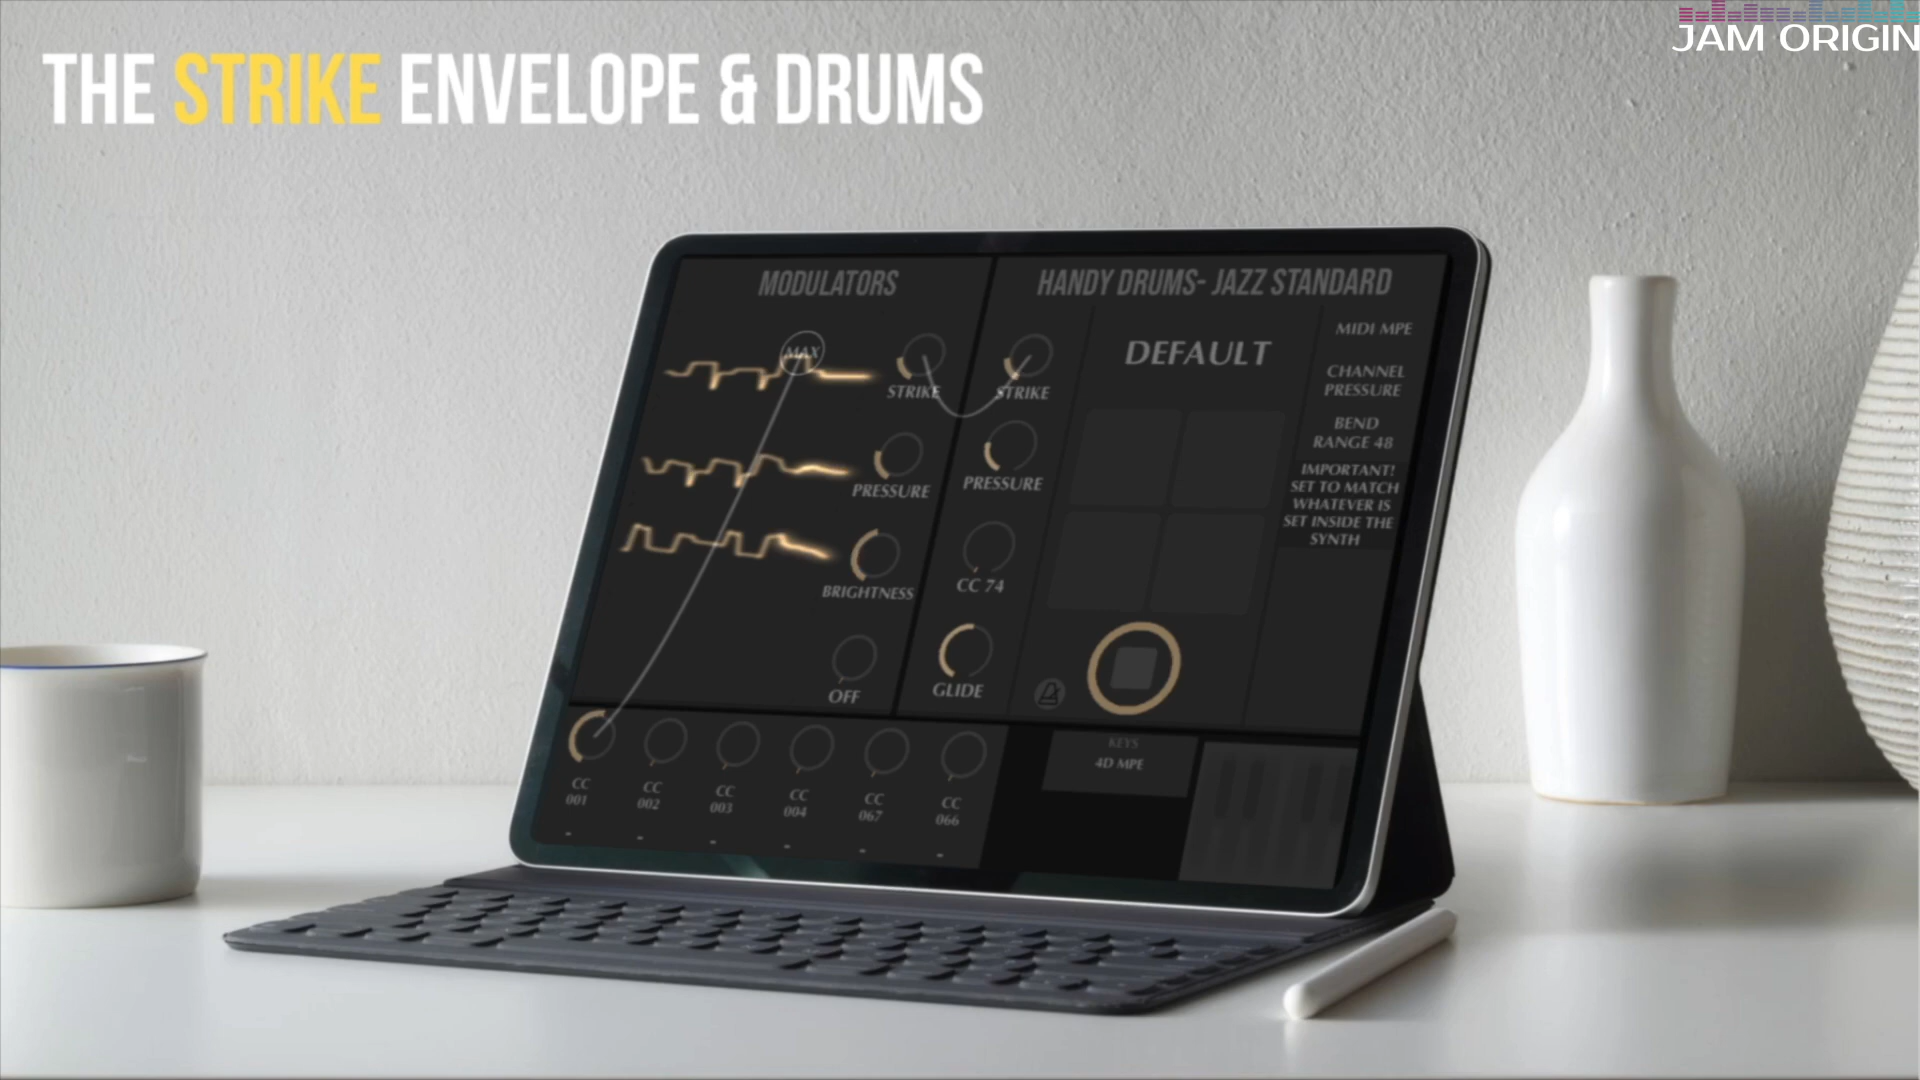 JAM ORIGIN
THE STRIKE ENVELOPE & DRUMS
MODULATORS
HANDY DRUMS- JAZZ STANDARD
MAX
STRIKE
PRESSURE
BRIGHTNESS
OFF
STRIKE
PRESSURE
CC 74
GLIDE
DEFAULT
MIDI MPE
CHANNEL
PRESSURE
BEND
RANGE 48
IMPORTANT!
SET TO MATCH
WHATEVER IS
SET INSIDE THE
SYNTH
CC
001
-
CC
002
-
CC
003
-
CC
004
-
CC
067
-
CC
066
-
KEYS
4D MPE